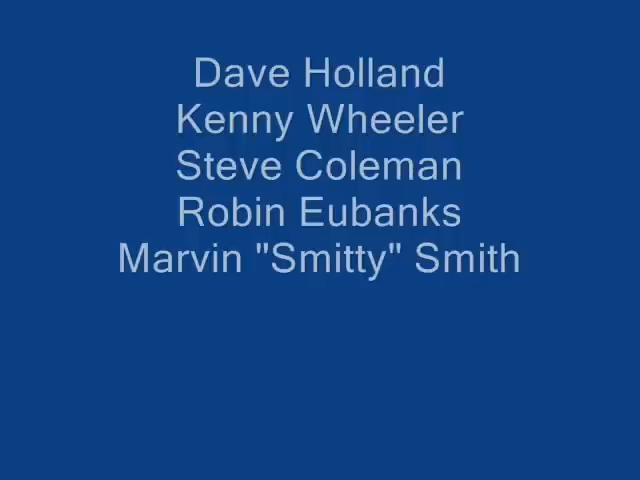 Dave Holland
Kenny Wheeler
Steve Coleman
Robin Eubanks
Marvin "Smitty" Smith